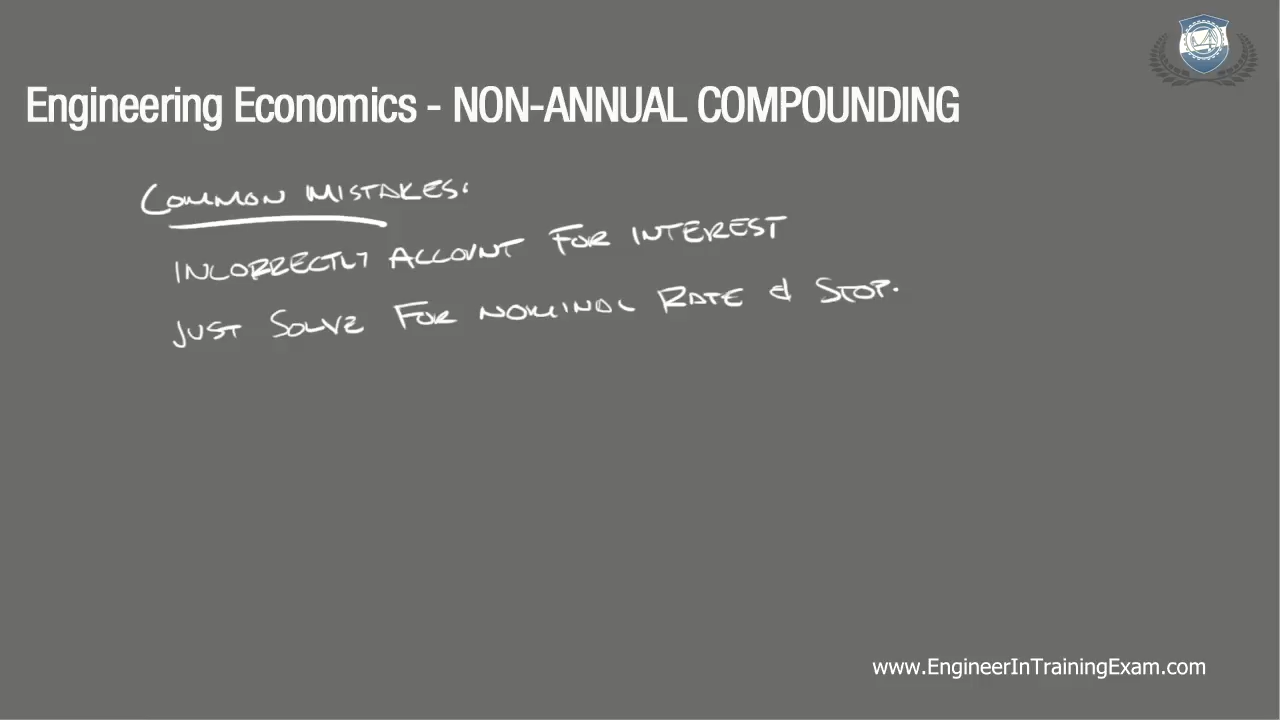 Engineering Economics - NON-ANNUAL COMPOUNDING
COMMON MISTAKES:
INCORRECTLY ACCOUNT FOR INTEREST
JUST SOLVE FOR NOMINAL RATE & STOP.
www.EngineerInTrainingExam.com